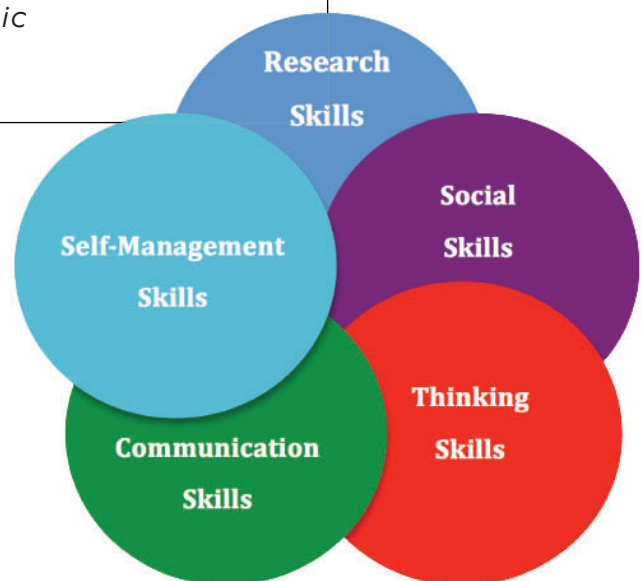 ic
Research
Skills
Social
Skills
Self-Management
Skills
Thinking
Skills
Communication
Skills